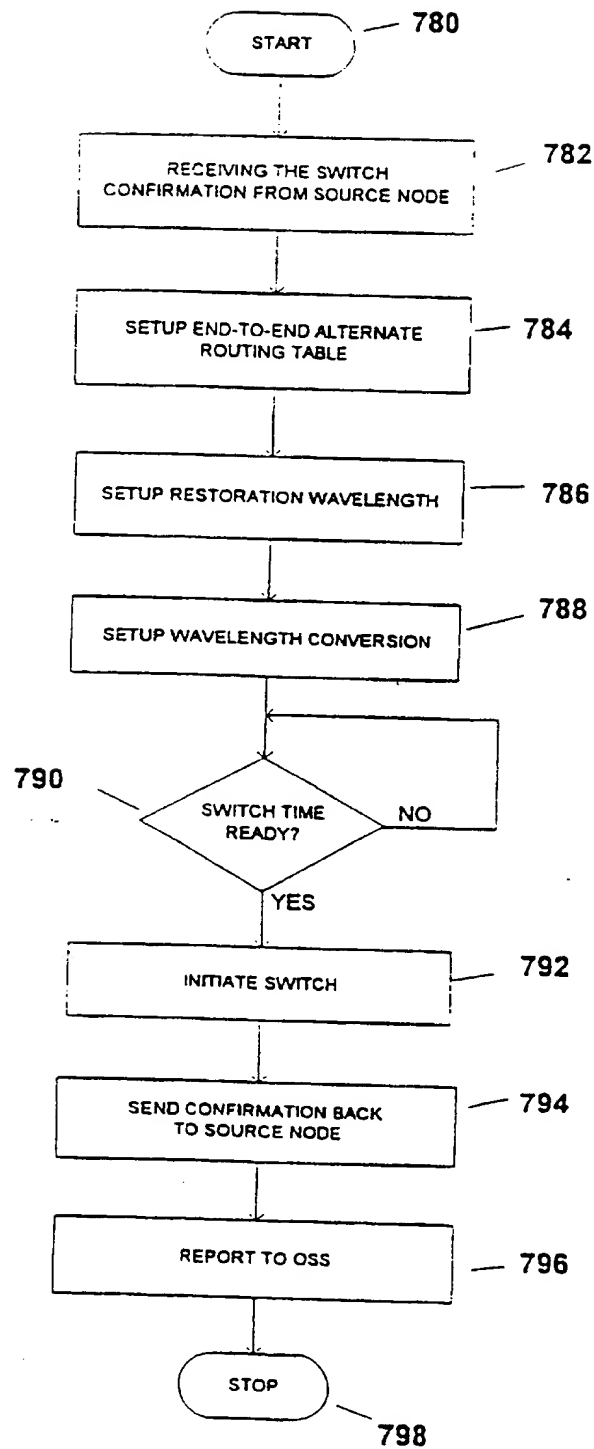 START
780
RECEIVING THE SWITCH
CONFIRMATION FROM SOURCE NODE
782
SETUP END-TO-END ALTERNATE
ROUTING TABLE
784
SETUP RESTORATION WAVELENGTH
786
SETUP WAVELENGTH CONVERSION
788
790
SWITCH TIME
READY?
NO
YES
INITIATE SWITCH
792
SEND CONFIRMATION BACK
TO SOURCE NODE
794
REPORT TO OSS
796
STOP
798